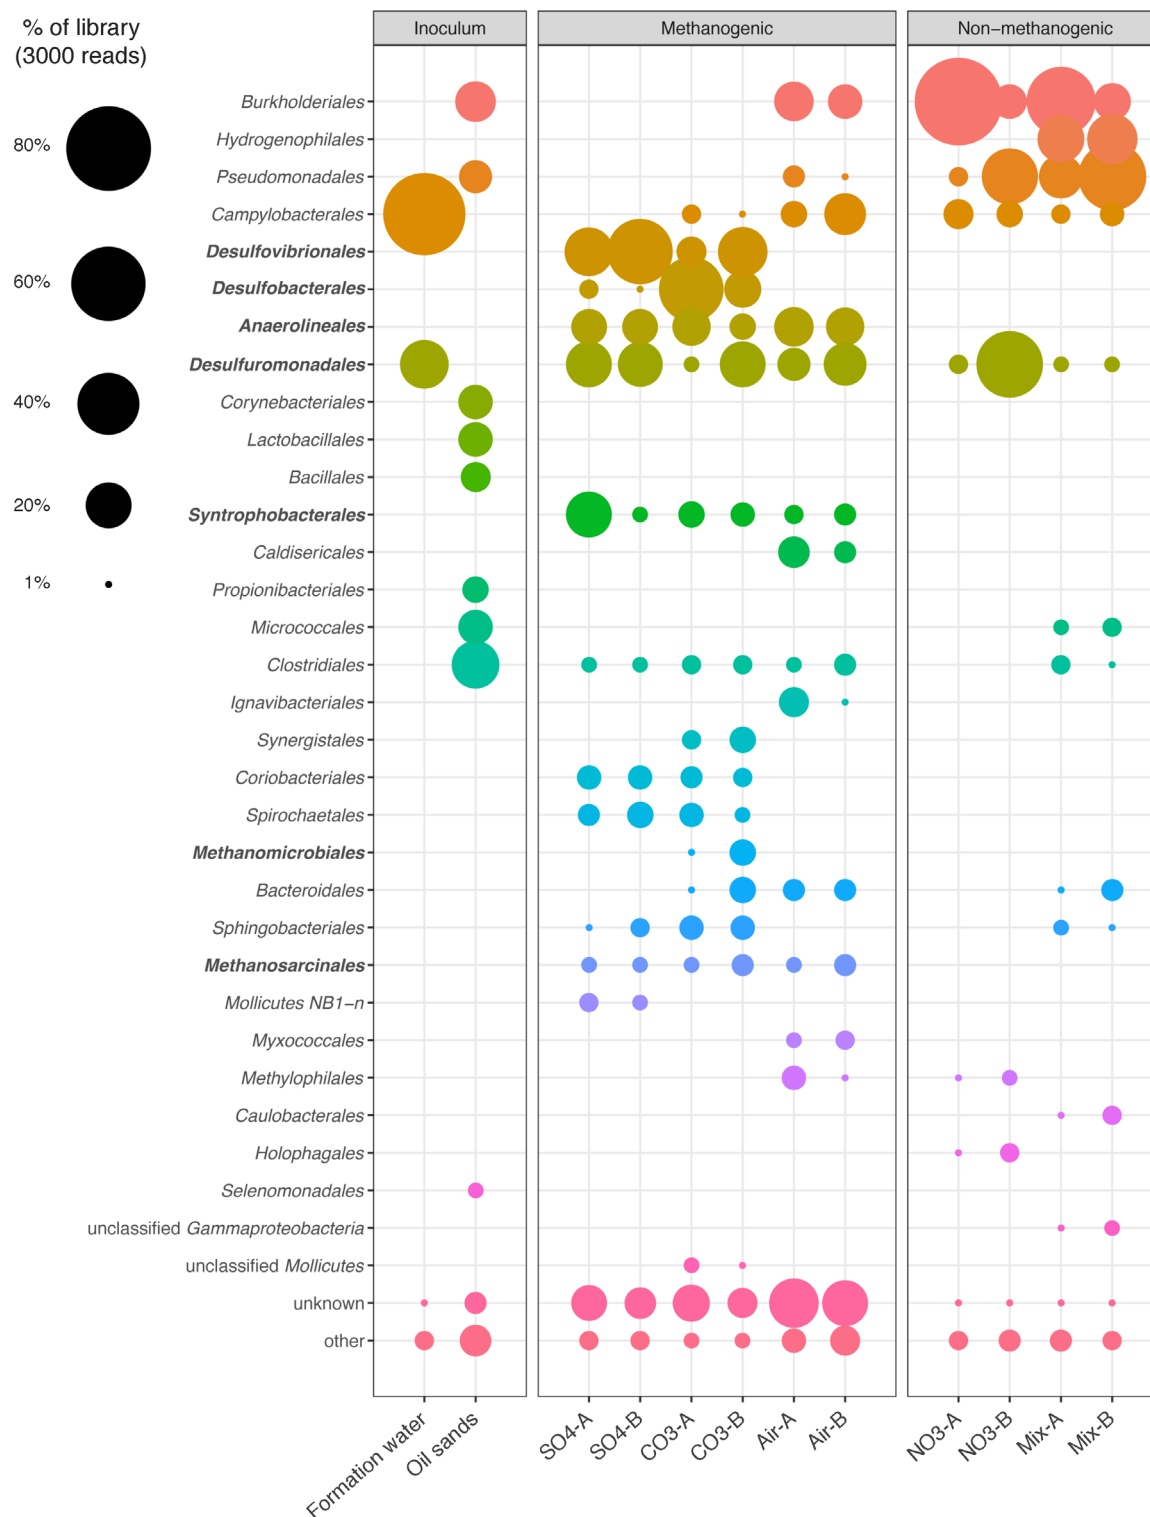 % of library
(3000 reads)
80%
60%
40%
20%
1%
Inoculum
Methanogenic
Non−methanogenic
Burkholderiales
Hydrogenophilales
Pseudomonadales
Campylobacterales
Desulfovibrionales
Desulfobacterales
Anaerolineales
Desulfuromonadales
Corynebacteriales
Lactobacillales
Bacillales
Syntrophobacterales
Caldisericales
Propionibacteriales
Micrococcales
Clostridiales
Ignavibacteriales
Synergistales
Coriobacteriales
Spirochaetales
Methanomicrobiales
Bacteroidales
Sphingobacteriales
Methanosarcinales
Mollicutes NB1−n
Myxococcales
Methylophilales
Caulobacterales
Holophagales
Selenomonadales
unclassified Gammaproteobacteria
unclassified Mollicutes
unknown
other
Formation water
Oil sands
SO4-A
SO4-B
CO3-A
CO3-B
Air-A
Air-B
NO3-A
NO3-B
Mix-A
Mix-B